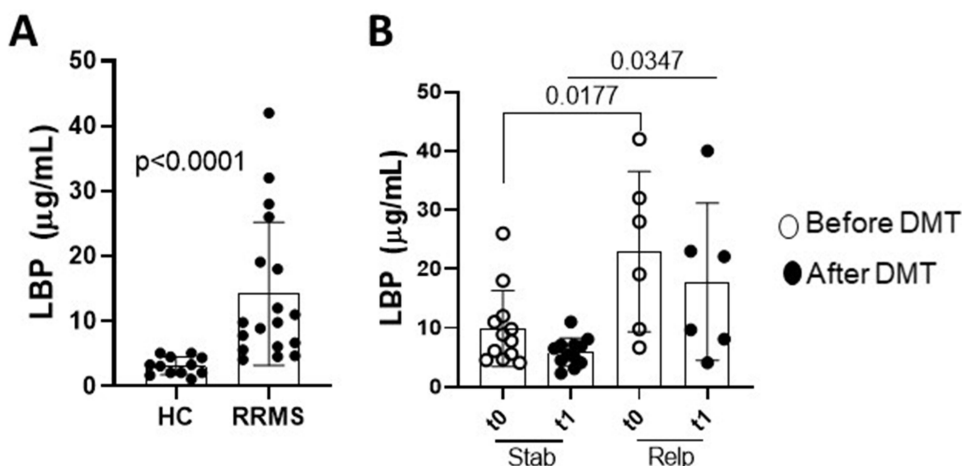 A
LBP (μg/mL)
50
40
30
20
10
0
p<0.0001
HC RRMS
B
LBP (μg/mL)
50
40
30
20
10
0
0.0347
0.0177
t0 t1 t0 t1
Stab Relp
Before DMT
After DMT